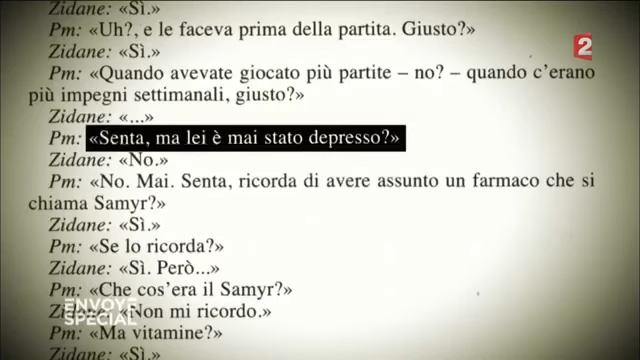 Zidane: «Sì.»
Pm: «Uh?, e le faceva prima della partita. Giusto?»
Zidane: «Sì.»
Pm: «Quando avevate giocato più partite – no? – quando c'erano
più impegni settimanali, giusto?»
Zidane: «...»
Pm: «Senta, ma lei è mai stato depresso?»
Zidane: «No.»
Pm: «No. Mai. Senta, ricorda di avere assunto un farmaco che si
chiama Samyr?»
Zidane: «Sì.»
Pm: «Se lo ricorda?»
Zidane: «Sì. Però...»
Pm: «Che cos'era il Samyr?»
Zidane: «Non mi ricordo.»
Pm: «Ma vitamine?»
Zidane: «Sì.»
2
ENVOYÉ
SPÉCIAL